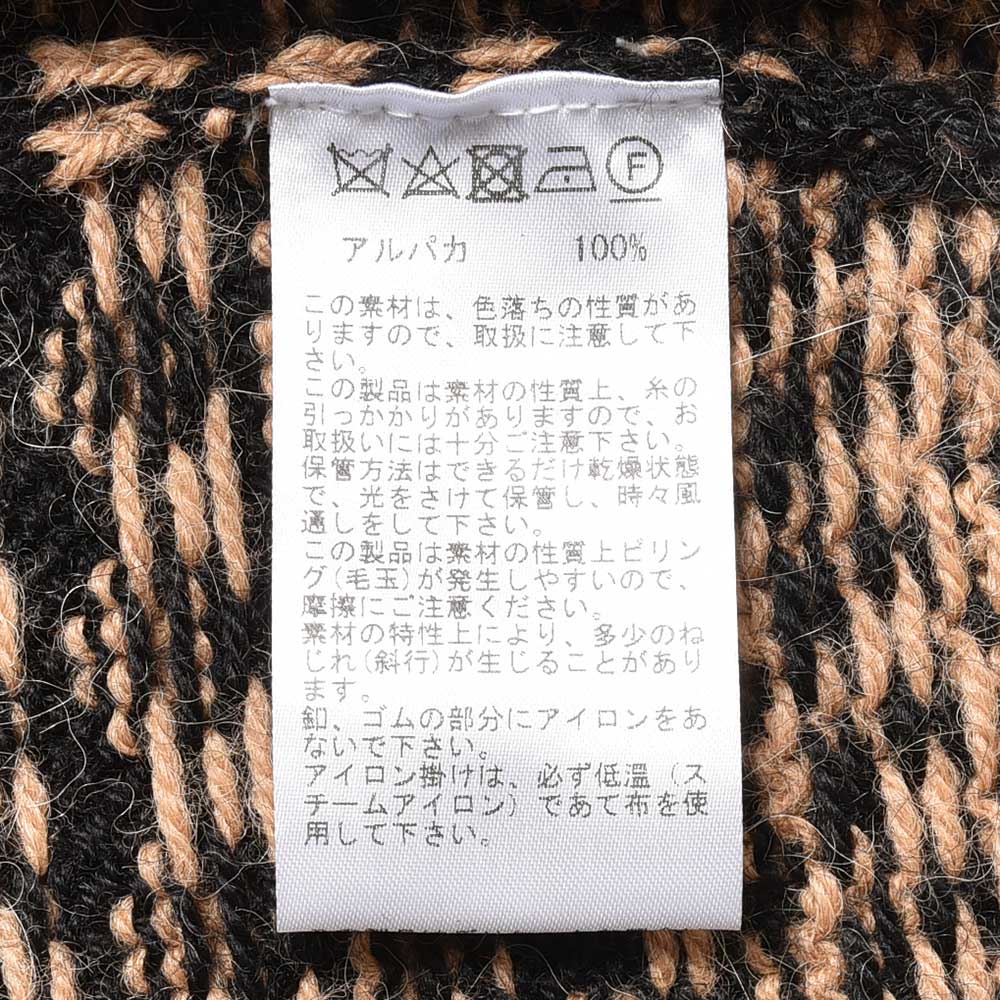 F
アルパカ 100%
この素材は、色落ちの性質があ
りますので、取扱に注意して下
さい。
この製品は素材の性質上、糸の
引っかかりがありますので、お
取扱いには十分ご注意下さい。
保管方法はできるだけ乾燥状態
で、光をさけて保管し、時々風
通しをして下さい。
この製品は素材の性質上ピリン
グ(毛玉)が発生しやすいので、
摩擦にご注意ください。
素材の特性上により、多少のね
じれ(斜行)が生じることがあり
ます。
釦、ゴムの部分にアイロンをあ
ないで下さい。
アイロン掛けは、必ず低温(ス
チームアイロン)であて布を使
用して下さい。